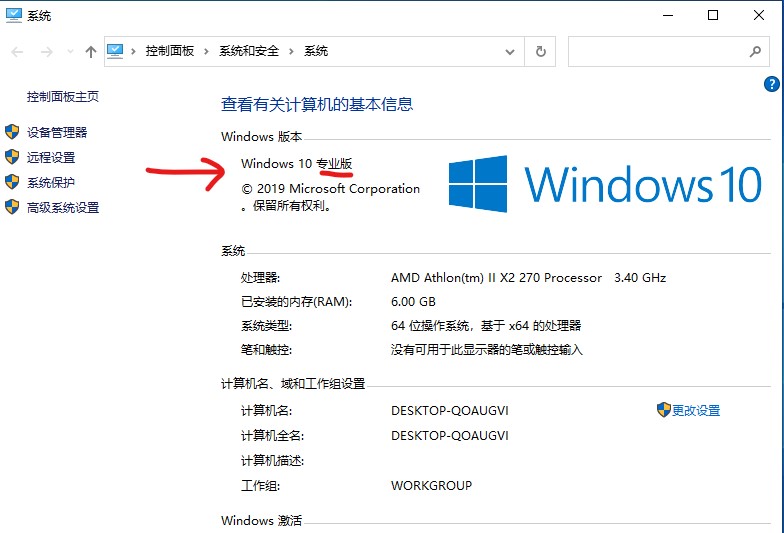 系统
控制面板 › 系统和安全 › 系统
?
控制面板主页
设备管理器
远程设置
系统保护
高级系统设置
查看有关计算机的基本信息
Windows 版本
Windows 10 专业版
© 2019 Microsoft Corporation
。保留所有权利。
Windows 10
系统
处理器: AMD Athlon(tm) II X2 270 Processor 3.40 GHz
已安装的内存(RAM): 6.00 GB
系统类型: 64 位操作系统，基于 x64 的处理器
笔和触控: 没有可用于此显示器的笔或触控输入
计算机名、域和工作组设置
计算机名: DESKTOP-QOAUGVI 更改设置
计算机全名: DESKTOP-QOAUGVI
计算机描述:
工作组: WORKGROUP
Windows 激活